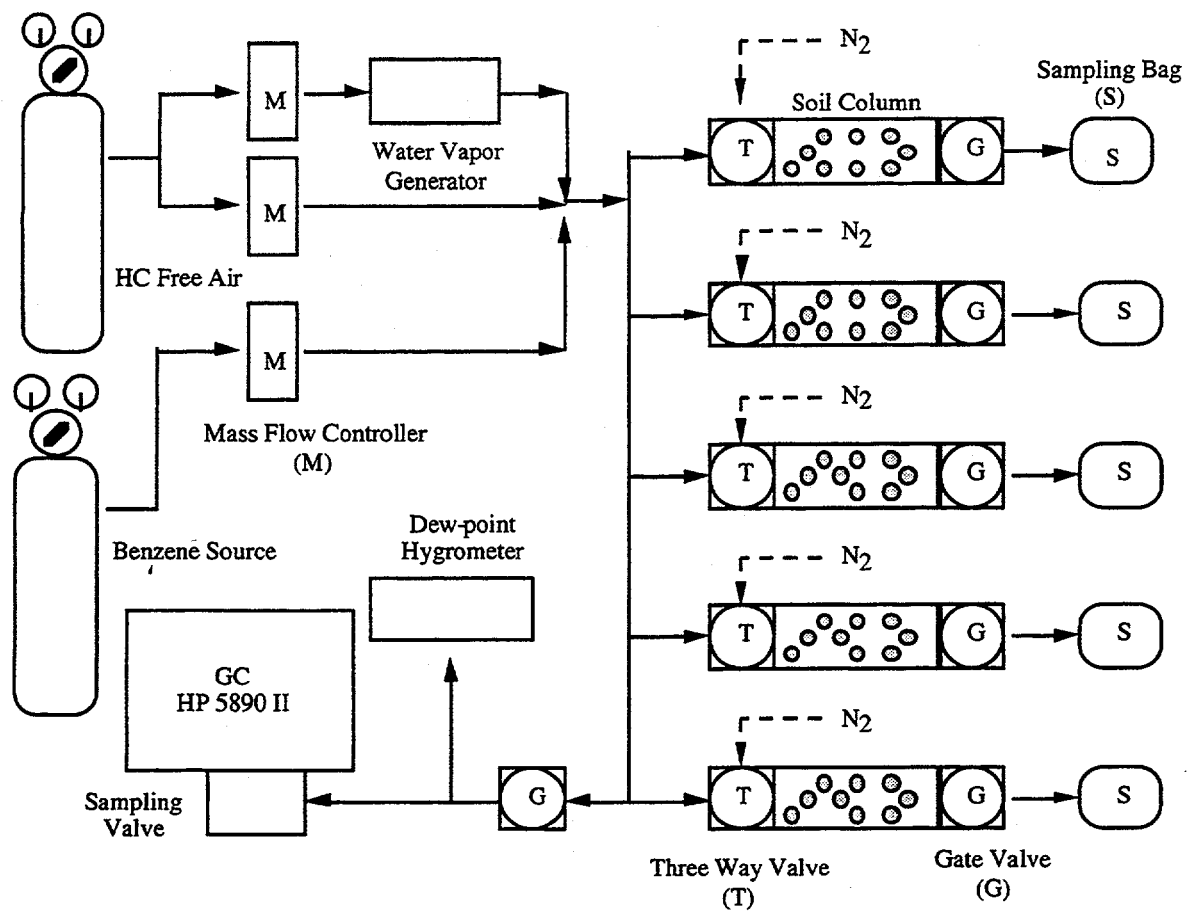 N2
Sampling Bag
(S)
M
Soil Column
T
G
S
Water Vapor
Generator
M
N2
HC Free Air
T
G
S
M
N2
Mass Flow Controller
(M)
T
G
S
Dew-point
Hygrometer
Benzene Source
N2
T
G
S
GC
HP 5890 II
N2
Sampling
Valve
G
T
G
S
Three Way Valve
(T)
Gate Valve
(G)